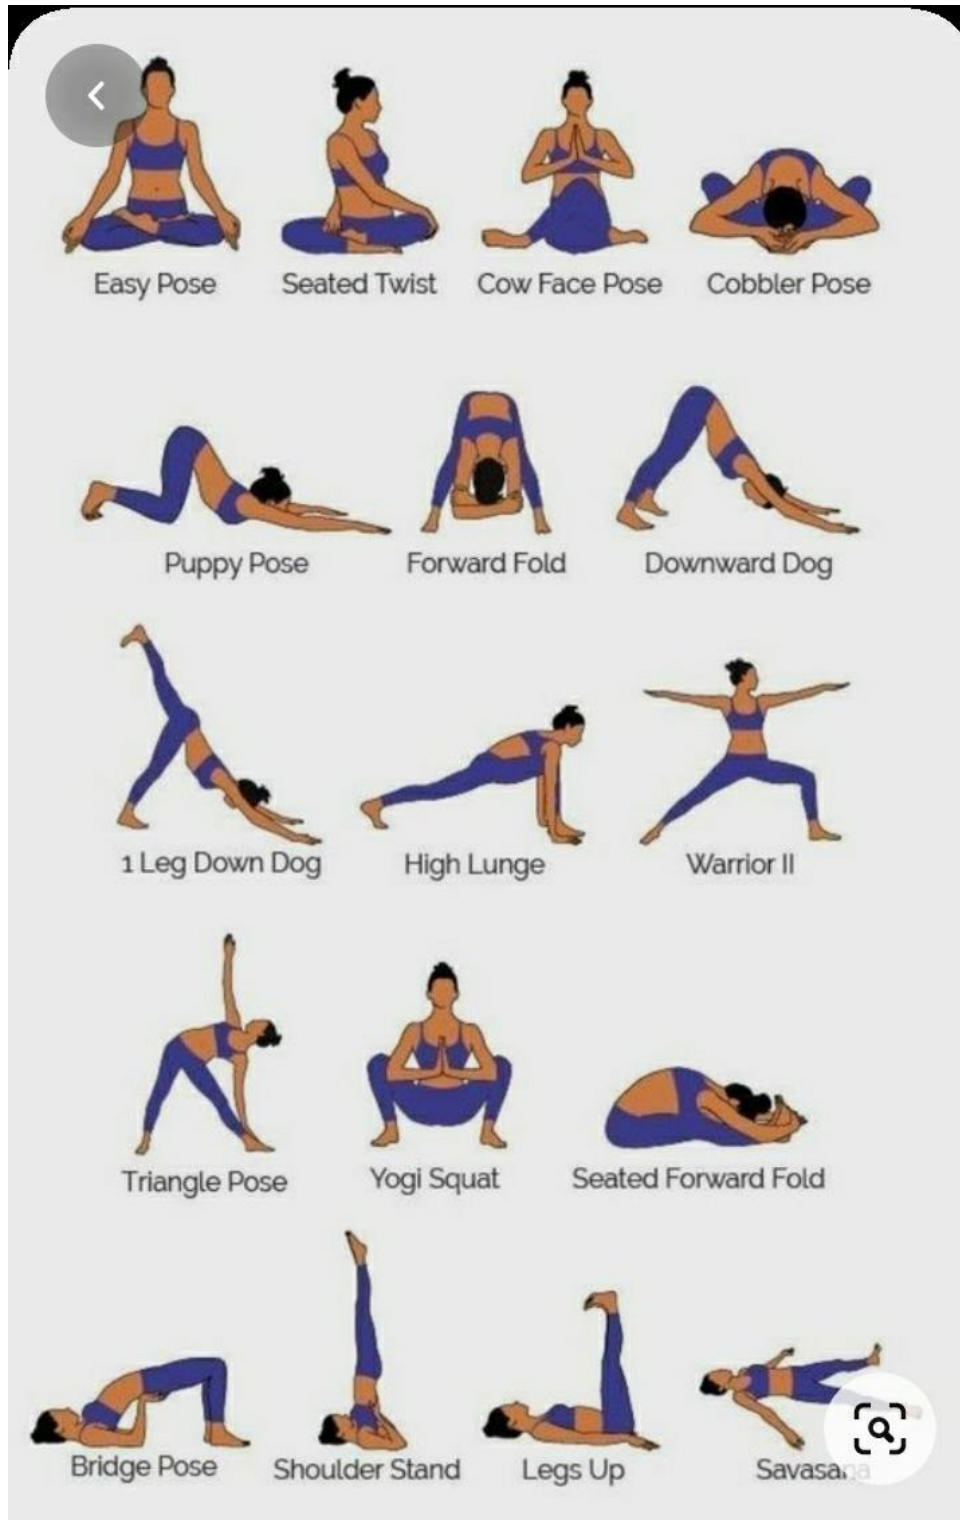 Easy Pose
Seated Twist
Cow Face Pose
Cobbler Pose
Puppy Pose
Forward Fold
Downward Dog
1 Leg Down Dog
High Lunge
Warrior II
Triangle Pose
Yogi Squat
Seated Forward Fold
Bridge Pose
Shoulder Stand
Legs Up
Savasana